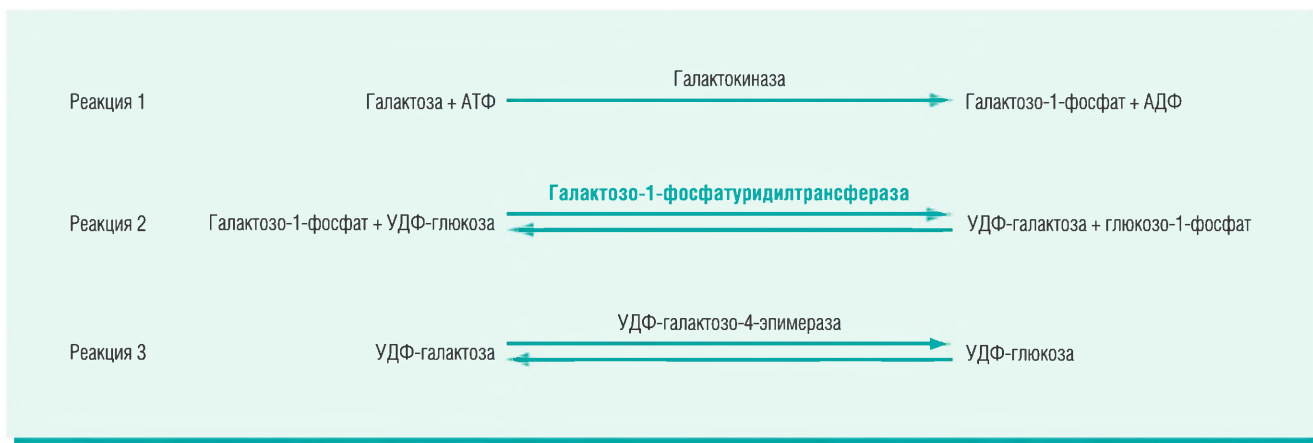 Галактокиназа
Реакция 1 Галактоза + АТФ Галактозо-1-фосфат + АДФ
Галактозо-1-фосфатуридилтрансфераза
Реакция 2 Галактозо-1-фосфат + УДФ-глюкоза УДФ-галактоза + глюкозо-1-фосфат
УДФ-галактозо-4-эпимераза
Реакция 3 УДФ-галактоза УДФ-глюкоза